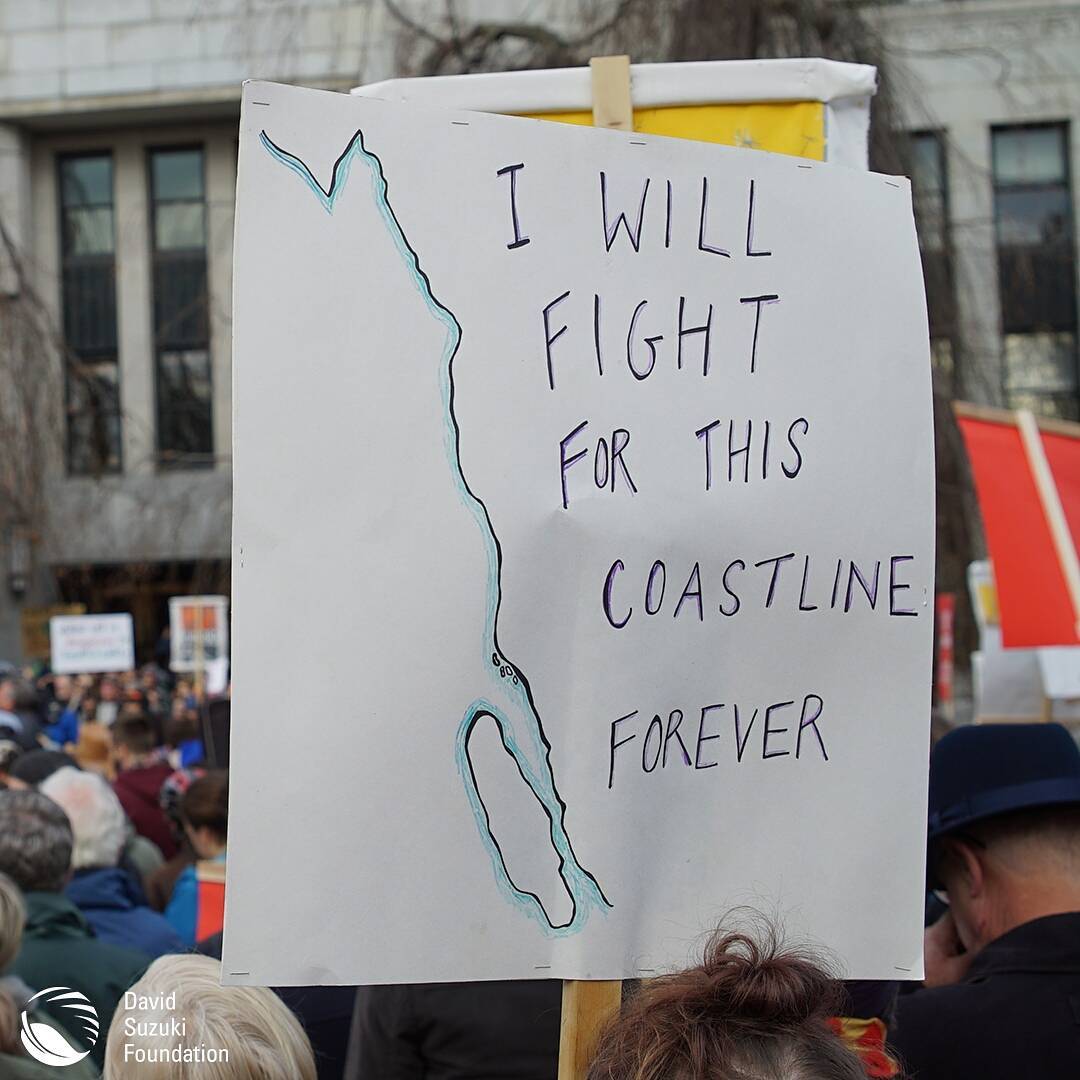 I WILL
FIGHT
FOR THIS
COASTLINE
FOREVER
David
Suzuki
Foundation